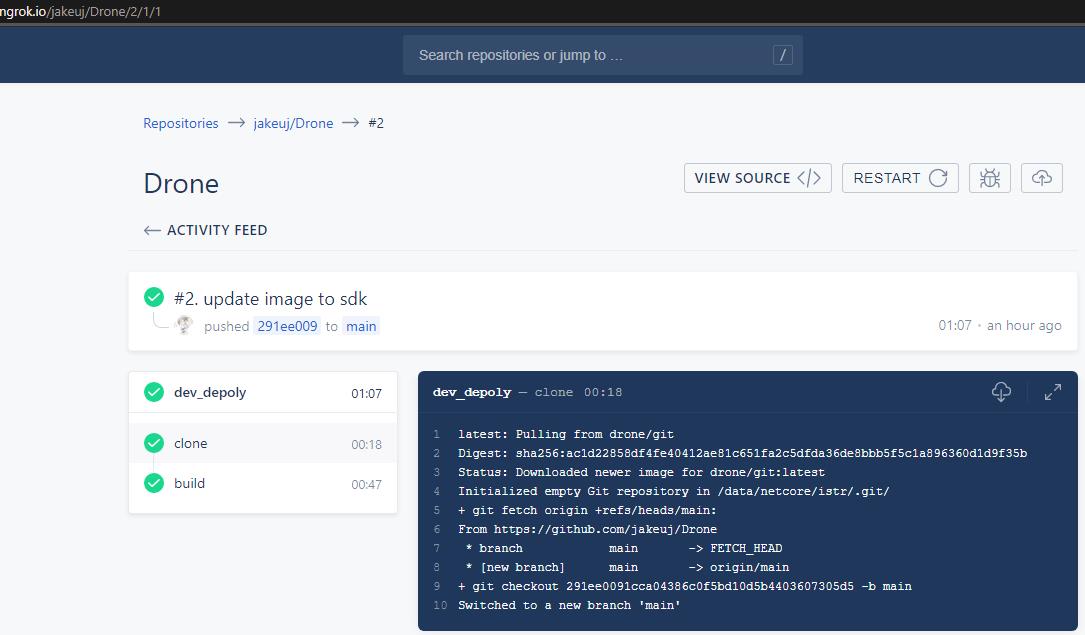 ngrok.io/jakeuj/Drone/2/1/1
Search repositories or jump to ... /
Repositories → jakeuj/Drone → #2
Drone
VIEW SOURCE </> RESTART
← ACTIVITY FEED
#2. update image to sdk
pushed 291ee009 to main
01:07 · an hour ago
dev_depoly 01:07
clone 00:18
build 00:47
dev_depoly — clone 00:18
1 latest: Pulling from drone/git
2 Digest: sha256:ac1d22858df4fe40412ae81c651fa2c5dfda36de8bbb5f5c1a896360d1d9f35b
3 Status: Downloaded newer image for drone/git:latest
4 Initialized empty Git repository in /data/netcore/istr/.git/
5 + git fetch origin +refs/heads/main:
6 From https://github.com/jakeuj/Drone
7 * branch main -> FETCH_HEAD
8 * [new branch] main -> origin/main
9 + git checkout 291ee0091cca04386c0f5bd10d5b4403607305d5 -b main
10 Switched to a new branch 'main'